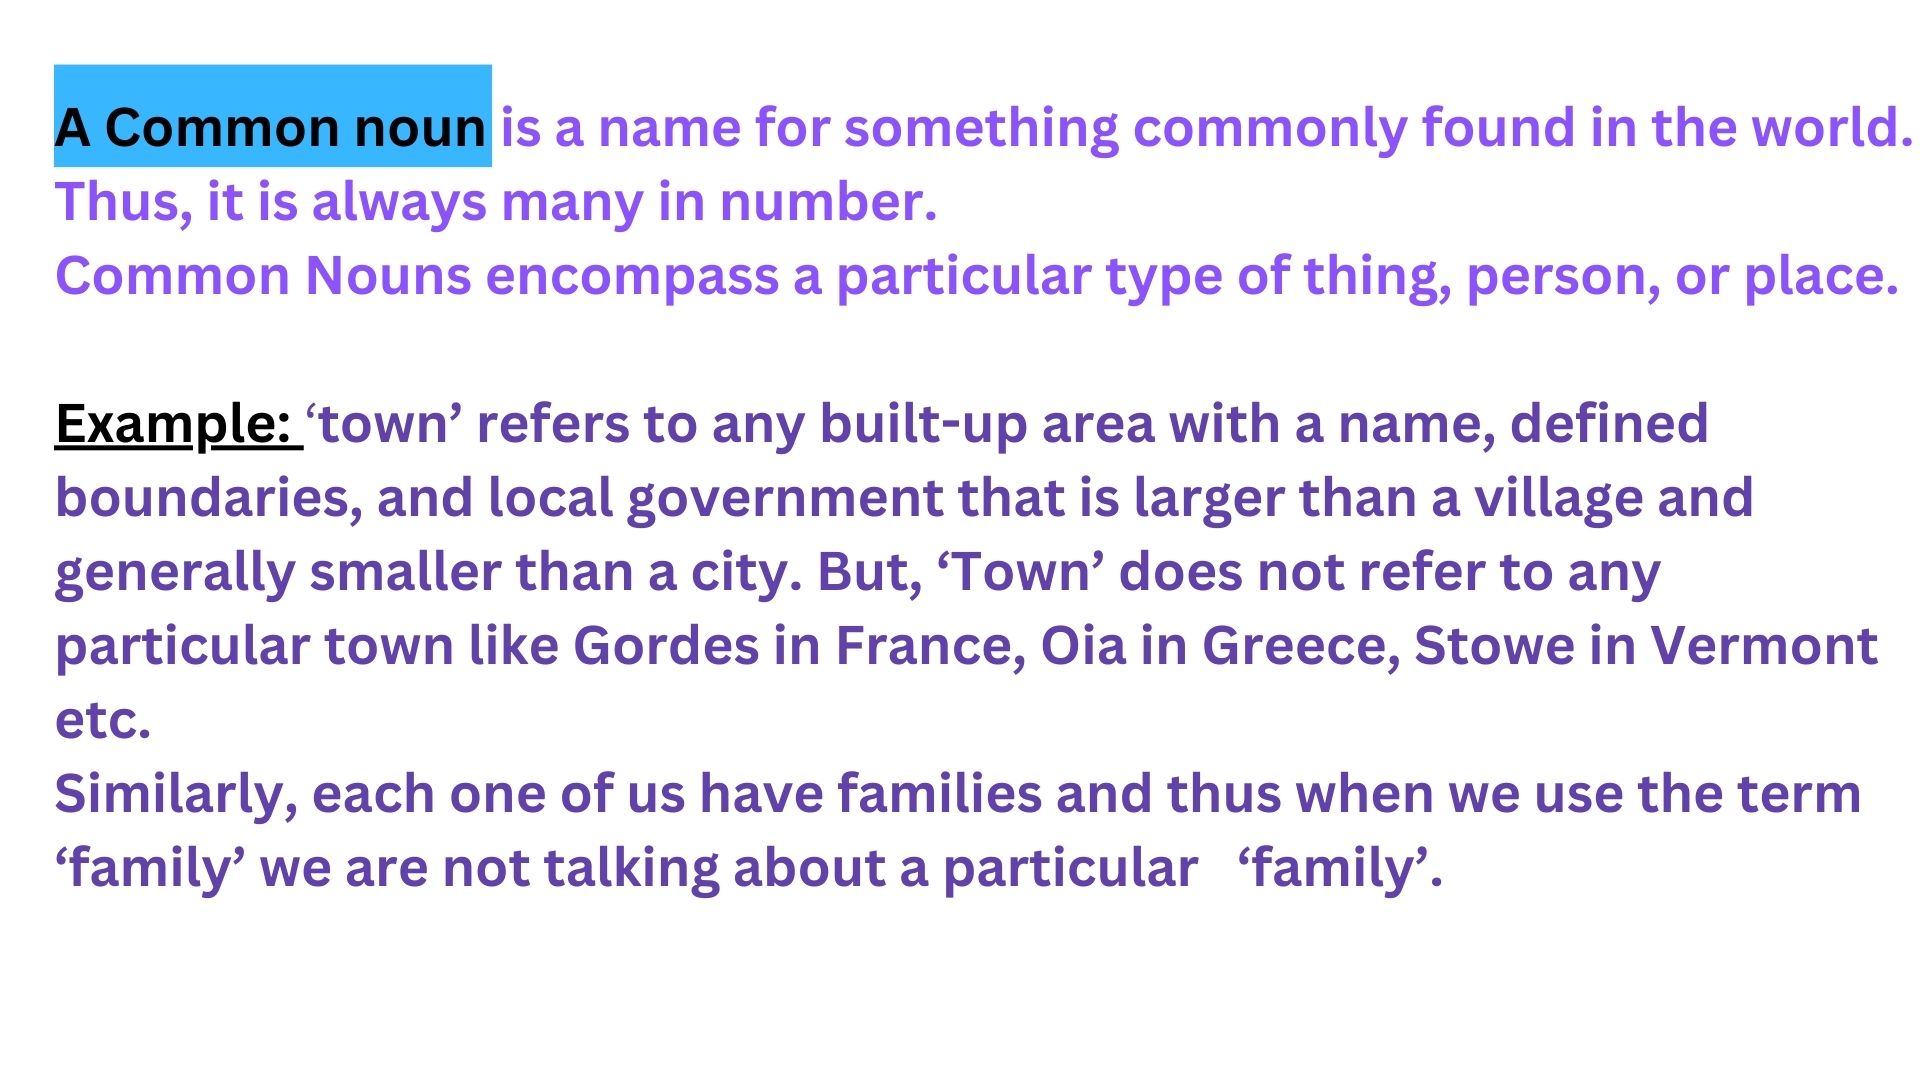 A Common noun is a name for something commonly found in the world.
Thus, it is always many in number.
Common Nouns encompass a particular type of thing, person, or place.
Example: ‘town’ refers to any built-up area with a name, defined
boundaries, and local government that is larger than a village and
generally smaller than a city. But, ‘Town’ does not refer to any
particular town like Gordes in France, Oia in Greece, Stowe in Vermont
etc.
Similarly, each one of us have families and thus when we use the term
‘family’ we are not talking about a particular ‘family’.